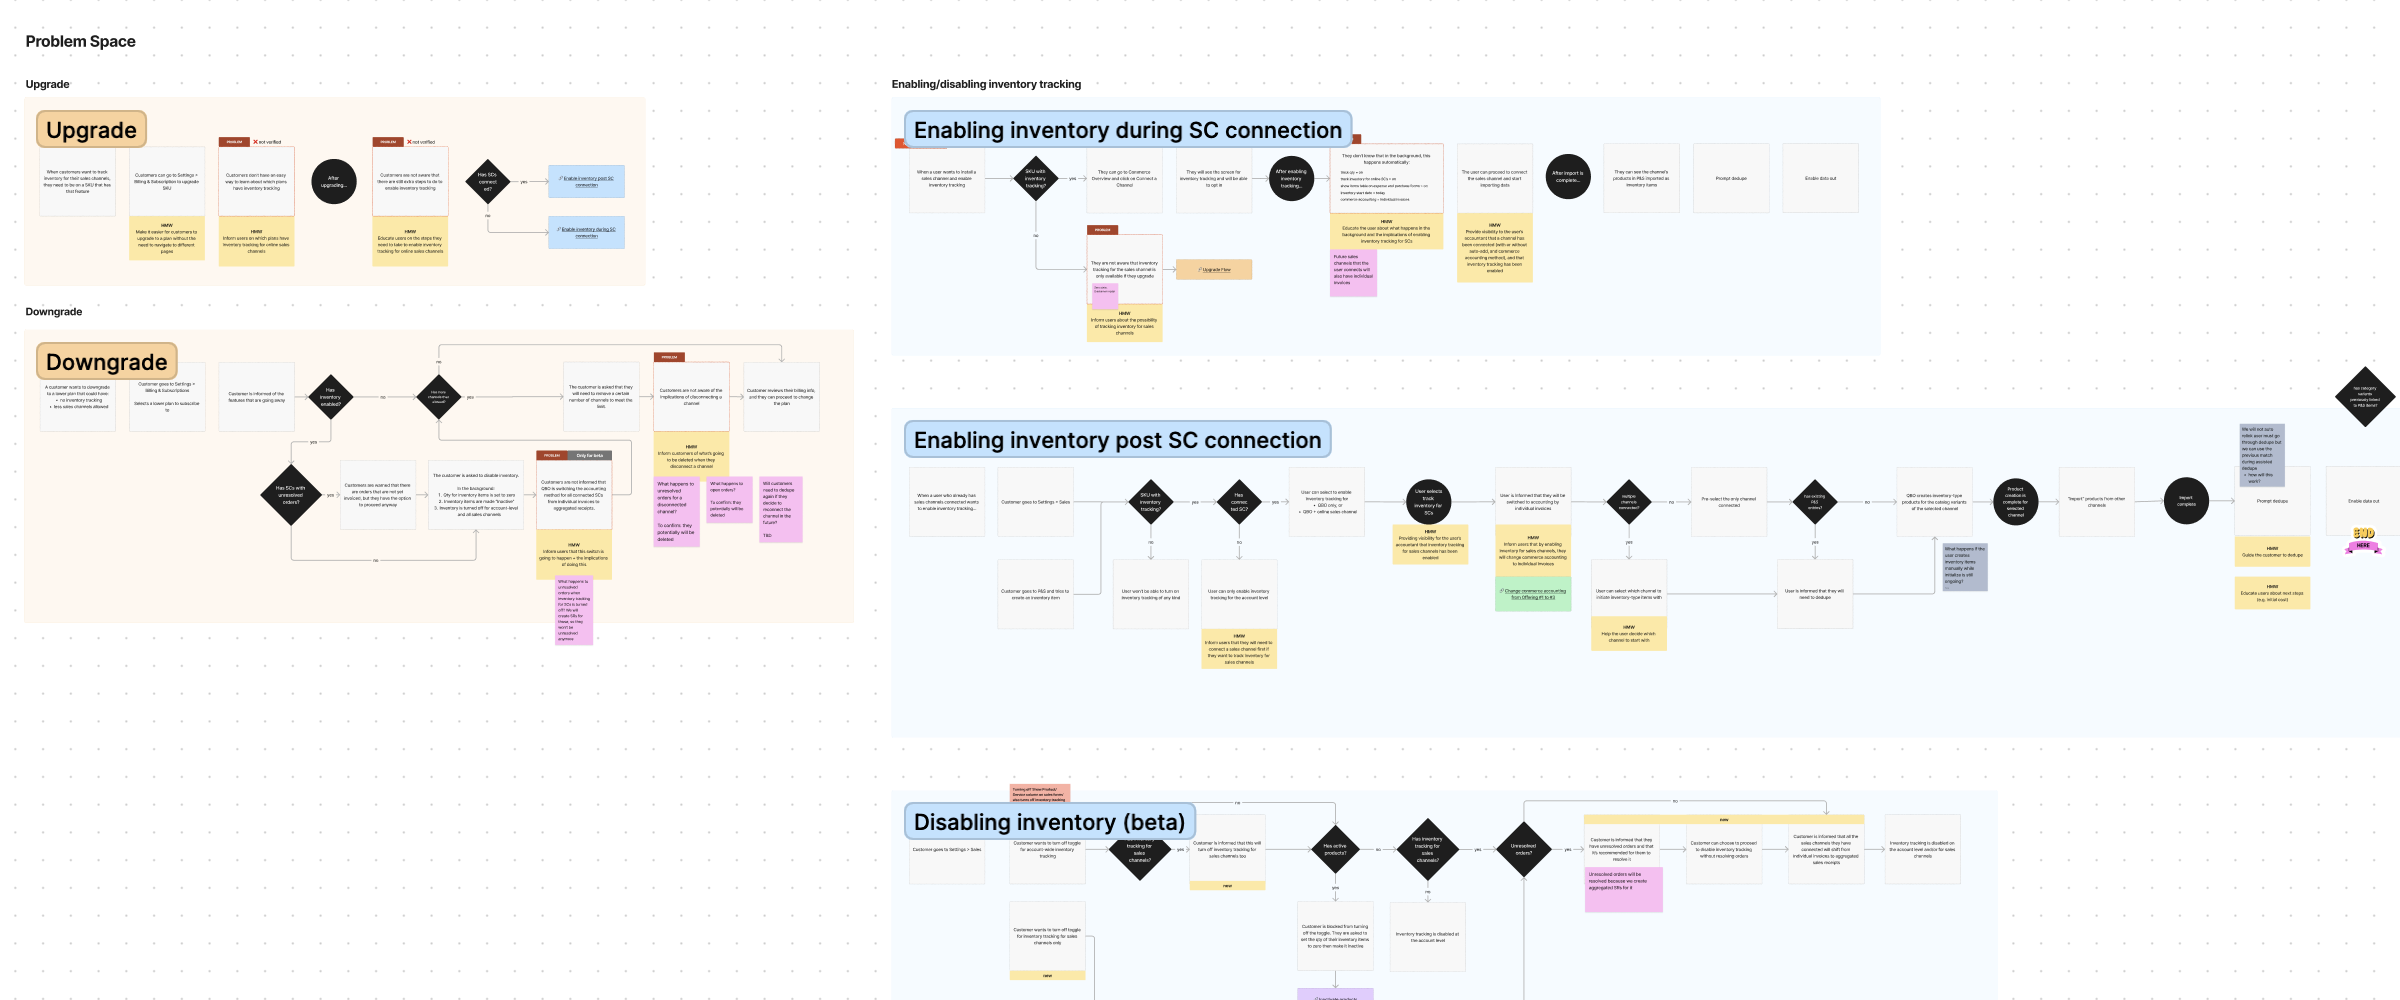 Problem Space
Upgrade
Upgrade
PROBLEM
❌ not verified
PROBLEM
❌ not verified
When customers want to track
inventory for their sales channels,
they need to be on a SKU that has
that feature
Customers can go to Settings >
Billing & Subscription to upgrade
SKU
Customers don't have an easy
way to learn about which plans
have inventory tracking
After
upgrading...
Customers are not aware that
there are still extra steps to do to
enable inventory tracking
Has SCs
connect
ed?
yes
no
Enable inventory post SC
connection
Enable inventory during SC
connection
HMW
Make it easier for customers to
upgrade to a plan without the
need to navigate to different
pages
HMW
Inform users on which plans have
inventory tracking for online sales
channels
HMW
Educate users on the steps they
need to take to enable inventory
tracking for online sales channels
Downgrade
Downgrade
A customer wants to downgrade
to a lower plan that could have:
• no inventory tracking
• less sales channels allowed
Customer goes to Settings >
Billing & Subscriptions
Selects a lower plan to subscribe
to
Customer is informed of the
features that are going away
Has
inventory
enabled?
no
yes
no
yes
The customer is asked that they
will need to remove a certain
number of channels to meet the
limit.
PROBLEM
Customers are not aware of the
implications of disconnecting a
channel
Customer reviews their billing info,
and they can proceed to change
the plan
HMW
Inform customers of what's going
to be deleted when they
disconnect a channel
What happens to
unresolved
orders for a
disconnected
channel?
To confirm: they
potentially will be
deleted
What happens to
open orders?
To confirm: they
potentially will be
deleted
Will customers
need to dedupe
again if they
decide to
reconnect the
channel in the
future?
TBD
Has SCs with
unresolved
orders?
yes
no
Customers are warned that there
are orders that are not yet
invoiced, but they have the option
to proceed anyway
The customer is asked to disable inventory.
In the background:
1. Qty for inventory items is set to zero
2. Inventory items are made "inactive"
3. Inventory is turned off for account-level
and all sales channels
PROBLEM
Only for beta
Customers are not informed that
QBO is switching the accounting
method for all connected SCs
from individual invoices to
aggregated receipts.
HMW
Inform users that this switch is
going to happen + the implications
of doing this
What happens to
unresolved
orders when
inventory tracking
for SCs is turned
off? We will
create SRs for
these, so they
won't be
unresolved
anymore
Enabling/disabling inventory tracking
Enabling inventory during SC connection
When a user wants to install a
sales channel and enable
inventory tracking
SKU with
inventory
tracking?
yes
no
They can go to Commerce
Overview and click on Connect a
Channel
They will see the screen for
inventory tracking and will be able
to opt in
After enabling
inventory
tracking...
They don't know that in the background, this
happens automatically:
track qty = on
track inventory for online SCs = on
show items table on expense and purchase forms = on
inventory start date = today
commerce accounting = individual invoices
The user can proceed to connect
the sales channel and start
importing data
After import is
complete...
They can see the channel's
products in P&S imported as
inventory items
Prompt dedupe
Enable data out
HMW
Educate the user about what happens in the
background and the implications of enabling
inventory tracking for SCs
Future sales
channels that the
user connects will
also have individual
invoices
HMW
Provide visibility to the user's
accountant that a channel has
been connected (with or without
auto-add), and commerce
accounting method, and that
inventory tracking has been
enabled
PROBLEM
They are not aware that inventory
tracking for the sales channel is
only available if they upgrade
Upgrade Flow
HMW
Inform users about the possibility
of tracking inventory for sales
channels
Enabling inventory post SC connection
When a user who already has
sales channels connected wants
to enable inventory tracking...
Customer goes to Settings > Sales
SKU with
inventory
tracking?
yes
no
Has
connec
ted SC?
yes
no
User can select to enable
inventory tracking for:
• QBO only, or
• QBO + online sales channel
User selects
track
inventory for
SCs
User is informed that they will be
switched to accounting by
individual invoices
Multiple
channels
connected?
no
yes
Pre-select the only channel
connected
Has existing
P&S
entities?
no
yes
QBO creates inventory-type
products for the catalog variants
of the selected channel
Product
creation is
complete for
selected
channel
"Import" products from other
channels
Import
complete
Prompt dedupe
Enable data out
Has category
variants
previously linked
to P&S items?
We will not auto
relink user must go
through dedupe but
we can use the
previous match
during assisted
dedupe
• how will this
work?
HMW
Providing visibility for the user's
accountant that inventory tracking
for sales channels has been
enabled
HMW
Inform users that by enabling
inventory for sales channels, they
will change commerce accounting
to individual invoices
Change commerce accounting
from Offering #1 to #3
Customer goes to P&S and tries to
create an inventory item
User won't be able to turn on
inventory tracking of any kind
User can only enable inventory
tracking for the account level
HMW
Inform users that they will need to
connect a sales channel first if
they want to track inventory for
sales channels
User can select which channel to
initiate inventory-type items with
HMW
Help the user decide which
channel to start with
User is informed that they will
need to dedupe
What happens if the
user creates
inventory items
manually while
initialize is still
ongoing?
END
HERE
HMW
Guide the customer to dedupe
HMW
Educate users about next steps
(e.g. initial cost)
Turning off 'Show Product/
Service column on sales forms'
also turns off inventory tracking
Disabling inventory (beta)
Customer goes to Settings > Sales
Customer wants to turn off toggle
for account-wide inventory
tracking
tracking for
sales
channels?
yes
no
Customer is informed that this will
turn off inventory tracking for
sales channels too
new
Has active
products?
no
yes
Has inventory
tracking for
sales
channels?
yes
no
Unresolved
orders?
yes
no
new
Customer is informed that they
have unresolved orders and that
it's recommended for them to
resolve it
Customer can choose to proceed
to disable inventory tracking
without resolving orders
Customer is informed that all the
sales channels they have
connected will shift from
individual invoices to aggregated
sales receipts
Inventory tracking is disabled on
the account level and/or for sales
channels
Unresolved orders will be
resolved because we create
aggregated SRs for it
Customer wants to turn off toggle
for inventory tracking for sales
channels only
new
Customer is blocked from turning
off the toggle. They are asked to
set the qty of their inventory items
to zero then make it inactive
Inventory tracking is disabled at
the account level